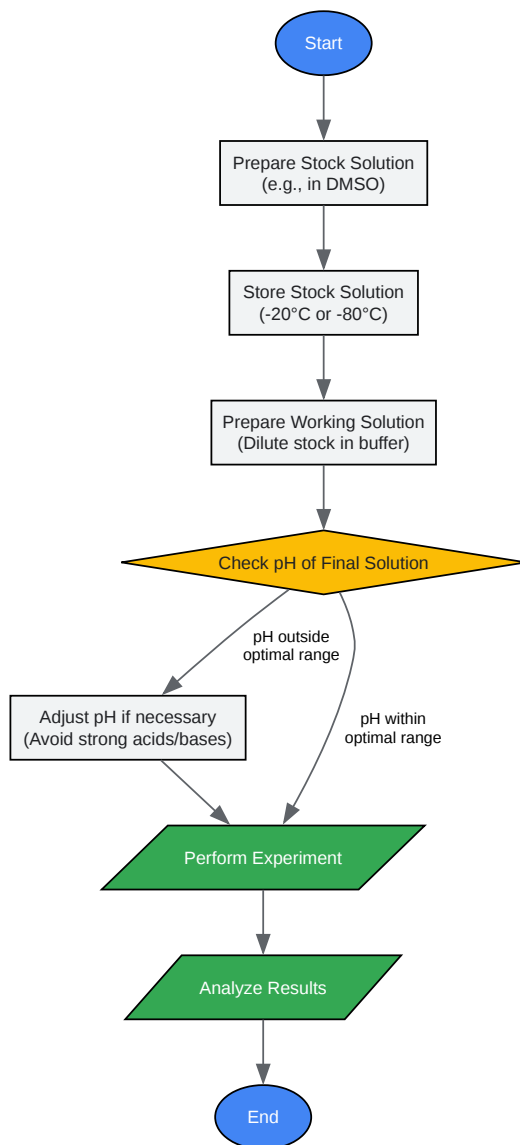 Start
Prepare Stock Solution
(e.g., in DMSO)
Store Stock Solution
(-20°C or -80°C)
Prepare Working Solution
(Dilute stock in buffer)
Check pH of Final Solution
pH outside
optimal range
Adjust pH if necessary
(Avoid strong acids/bases)
pH within
optimal range
Perform Experiment
Analyze Results
End